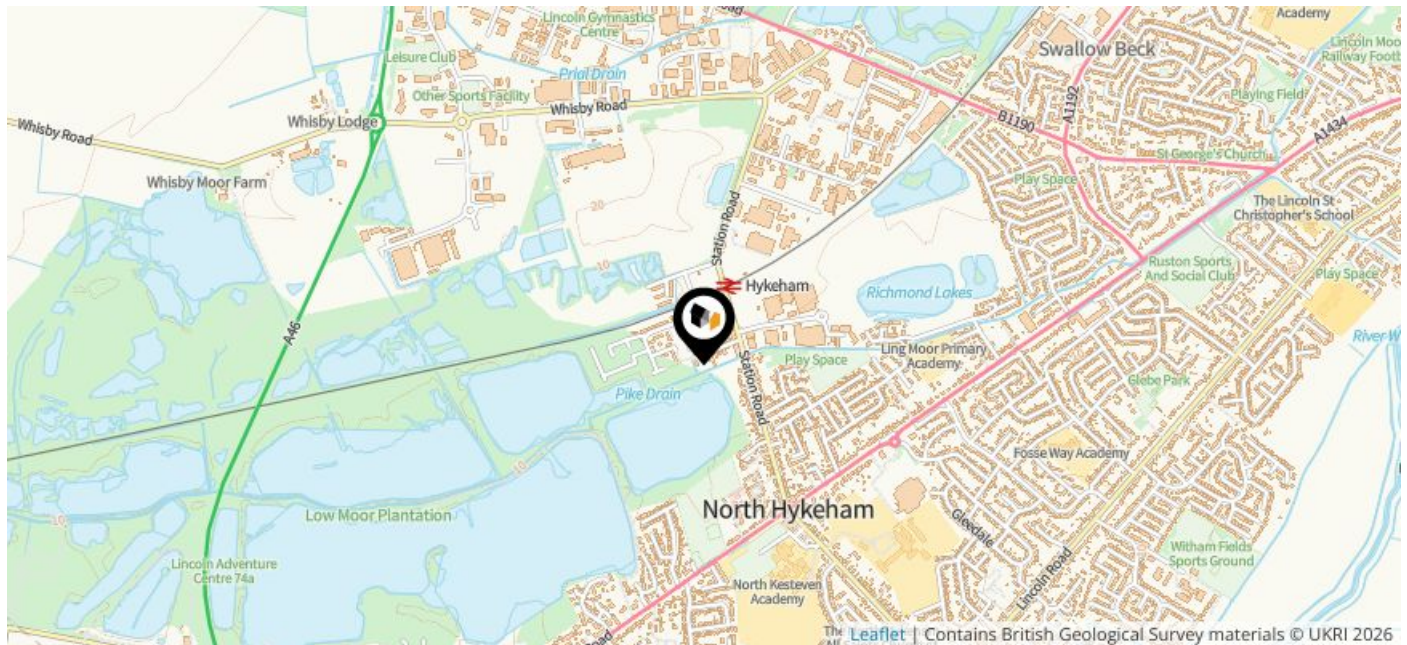 Lincoln Gymnastics
Centre
Academy
Swallow Beck
Lincoln Moor
Railway Footb
Leisure Club
Prial Drain
Other Sports Facility
Whisby Road
Playing Field
A1192
Whisby Road
Whisby Lodge
B1190
A1434
St George's Church
Whisby Moor Farm
Play Space
The Lincoln St
Christopher's School
20
Station Road
10
Ruston Sports
And Social Club
Play Space
Hykeham
Richmond Lakes
A46
River W
Play Space
Ling Moor Primary
Academy
Station Road
Glebe Park
Pike Drain
Fosse Way Academy
10
North Hykeham
Low Moor Plantation
10
Gleedale
Lincoln Adventure
Centre 74a
Witham Fields
Sports Ground
Lincoln Road
North Kesteven
Academy
Road
The
Leaflet | Contains British Geological Survey materials © UKRI 2026